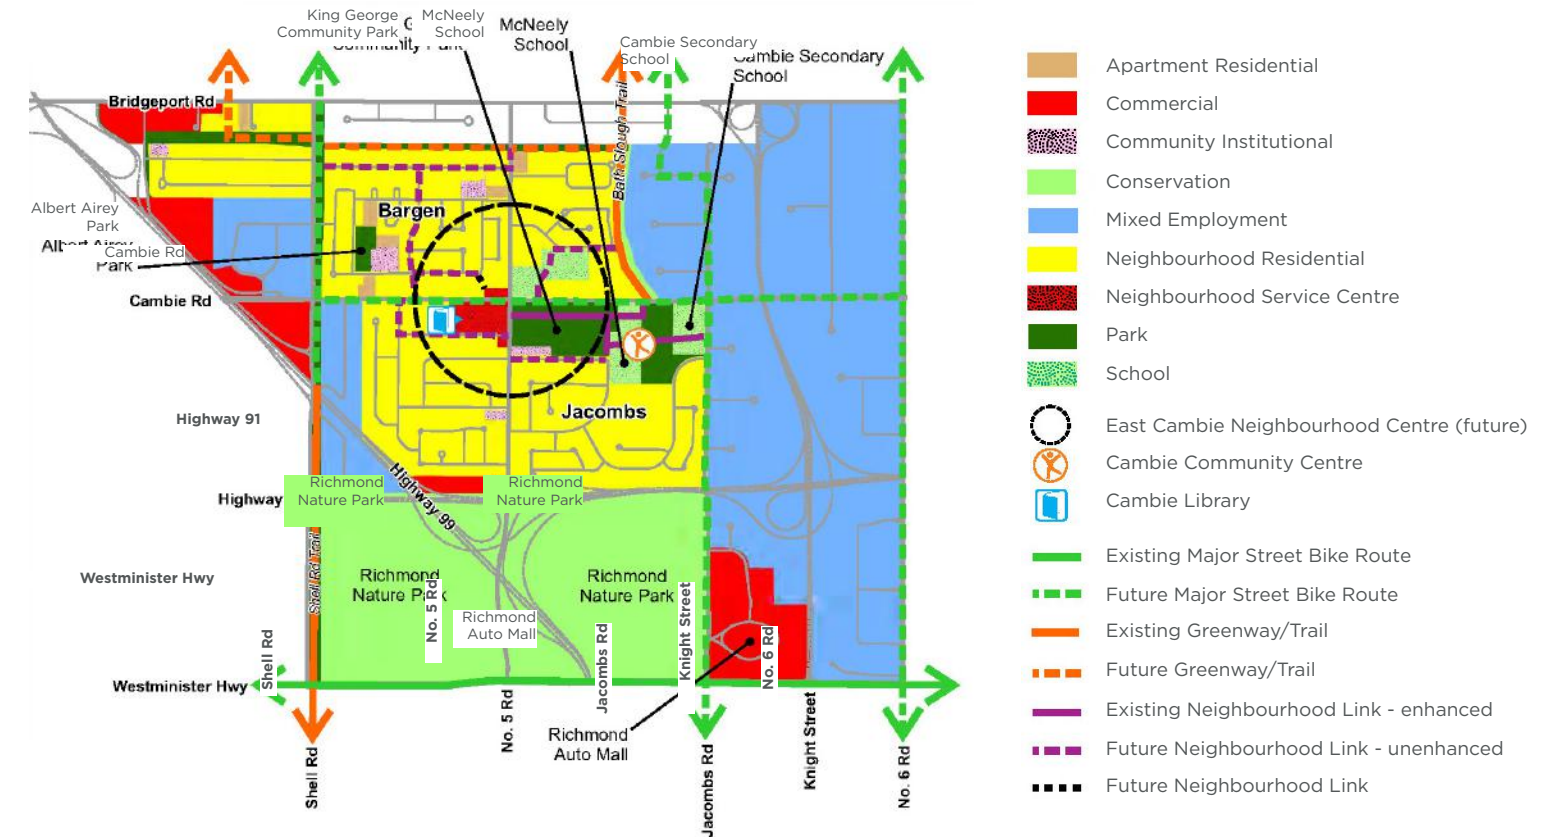 King George
Community Park
McNeely
School
McNeely
School
Cambie Secondary
School
Cambie Secondary
School
Bridgeport Rd
Bath Slough Trail
Albert Airey
Park
Albert Airey
Park
Cambie Rd
Cambie Rd
Bargen
Jacombs
Highway 91
Highway 99
Highway
Richmond
Nature Park
Richmond
Nature Park
Shell Rd Trail
Westminister Hwy
Richmond
Nature Park
Richmond
Nature Park
No. 5 Rd
Richmond
Auto Mall
Shell Rd
Jacombs Rd
Knight Street
No. 6 Rd
Westminister Hwy
Richmond
Auto Mall
Shell Rd
No. 5 Rd
Jacombs Rd
Knight Street
No. 6 Rd
Apartment Residential
Commercial
Community Institutional
Conservation
Mixed Employment
Neighbourhood Residential
Neighbourhood Service Centre
Park
School
East Cambie Neighbourhood Centre (future)
Cambie Community Centre
Cambie Library
Existing Major Street Bike Route
Future Major Street Bike Route
Existing Greenway/Trail
Future Greenway/Trail
Existing Neighbourhood Link - enhanced
Future Neighbourhood Link - unenhanced
Future Neighbourhood Link